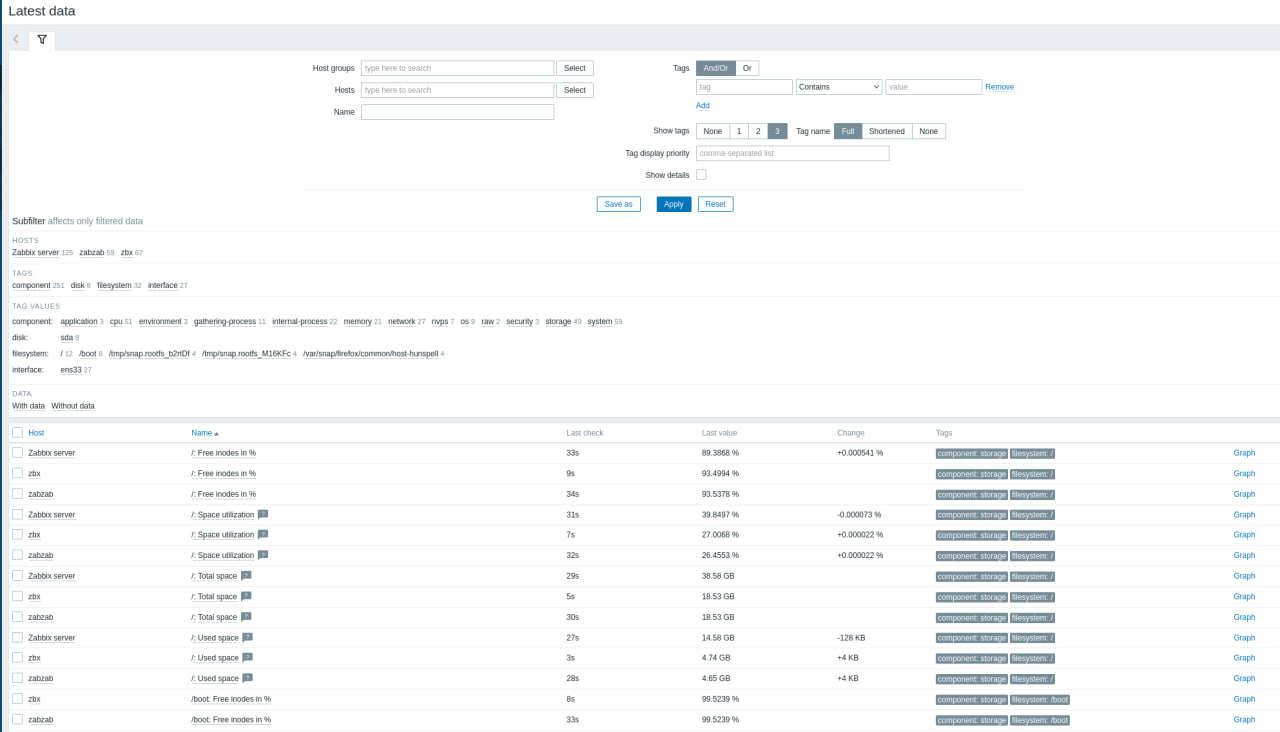 Latest data
Host groups type here to search Select Tags And/Or Or
Hosts type here to search Select tag Contains value Remove
Name Add
Show tags None 1 2 3 Tag name Full Shortened None
Tag display priority comma-separated list
Show details
Save as Apply Reset
Subfilter affects only filtered data
HOSTS
Zabbix server 125 zabzab 59 zbx 67
TAGS
component 251 disk 8 filesystem 32 interface 27
TAG VALUES
component: application 3 cpu 51 environment 3 gathering-process 11 internal-process 22 memory 21 network 27 nvps 7 os 9 raw 2 security 3 storage 49 system 59
disk: sda 8
filesystem: / 12 /boot 8 /tmp/snap.rootfs_b2rtDf 4 /tmp/snap.rootfs_M16KFc 4 /var/snap/firefox/common/host-hunspell 4
interface: ens33 27
DATA
With data Without data
Host Name Last check Last value Change Tags
Zabbix server /: Free inodes in % 33s 89.3868 % +0.000541 % component: storage filesystem: / Graph
zbx /: Free inodes in % 9s 93.4994 % component: storage filesystem: / Graph
zabzab /: Free inodes in % 34s 93.5378 % component: storage filesystem: / Graph
Zabbix server /: Space utilization ? 31s 39.8497 % -0.000073 % component: storage filesystem: / Graph
zbx /: Space utilization ? 7s 27.0068 % +0.000022 % component: storage filesystem: / Graph
zabzab /: Space utilization ? 32s 26.4553 % +0.000022 % component: storage filesystem: / Graph
Zabbix server /: Total space ? 29s 38.58 GB component: storage filesystem: / Graph
zbx /: Total space ? 5s 18.53 GB component: storage filesystem: / Graph
zabzab /: Total space ? 30s 18.53 GB component: storage filesystem: / Graph
Zabbix server /: Used space ? 27s 14.58 GB -128 KB component: storage filesystem: / Graph
zbx /: Used space ? 3s 4.74 GB +4 KB component: storage filesystem: / Graph
zabzab /: Used space ? 28s 4.65 GB +4 KB component: storage filesystem: / Graph
zbx /boot: Free inodes in % 8s 99.5239 % component: storage filesystem: /boot Graph
zabzab /boot: Free inodes in % 33s 99.5239 % component: storage filesystem: /boot Graph